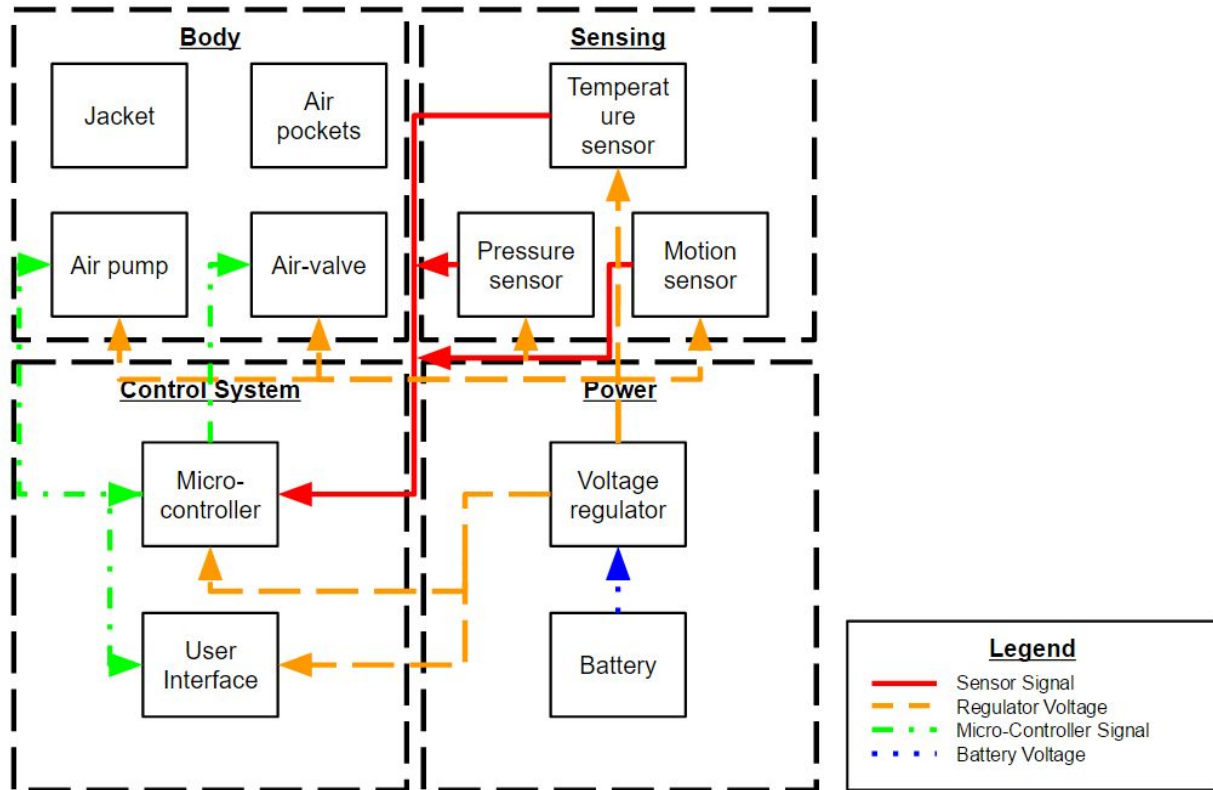 Body
Jacket
Air
pockets
Air pump
Air-valve
Sensing
Temperat
ure
sensor
Pressure
sensor
Motion
sensor
Control System
Micro-
controller
User
Interface
Power
Voltage
regulator
Battery
Legend
Sensor Signal
Regulator Voltage
Micro-Controller Signal
Battery Voltage